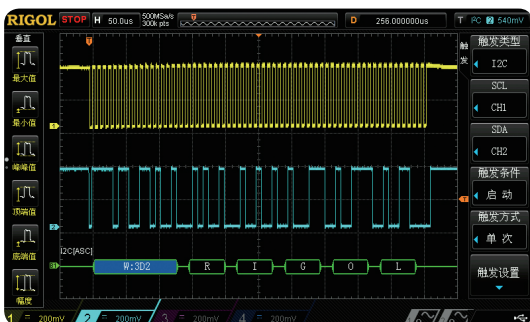 RIGOL STOP H 50.0us 500MSa/s 300k pts D 256.000000us T I²C 2 540mV
垂直
最大值
最小值
峰峰值
顶端值
底端值
幅度
触发
触发类型
I2C
SCL
CH1
SDA
CH2
触发条件
启动
触发方式
单次
触发设置
I2C[ASC]
B1 W:3D2 R I G O L
1 = 200mV 2 = 200mV 3 = 200mV 4 = 200mV